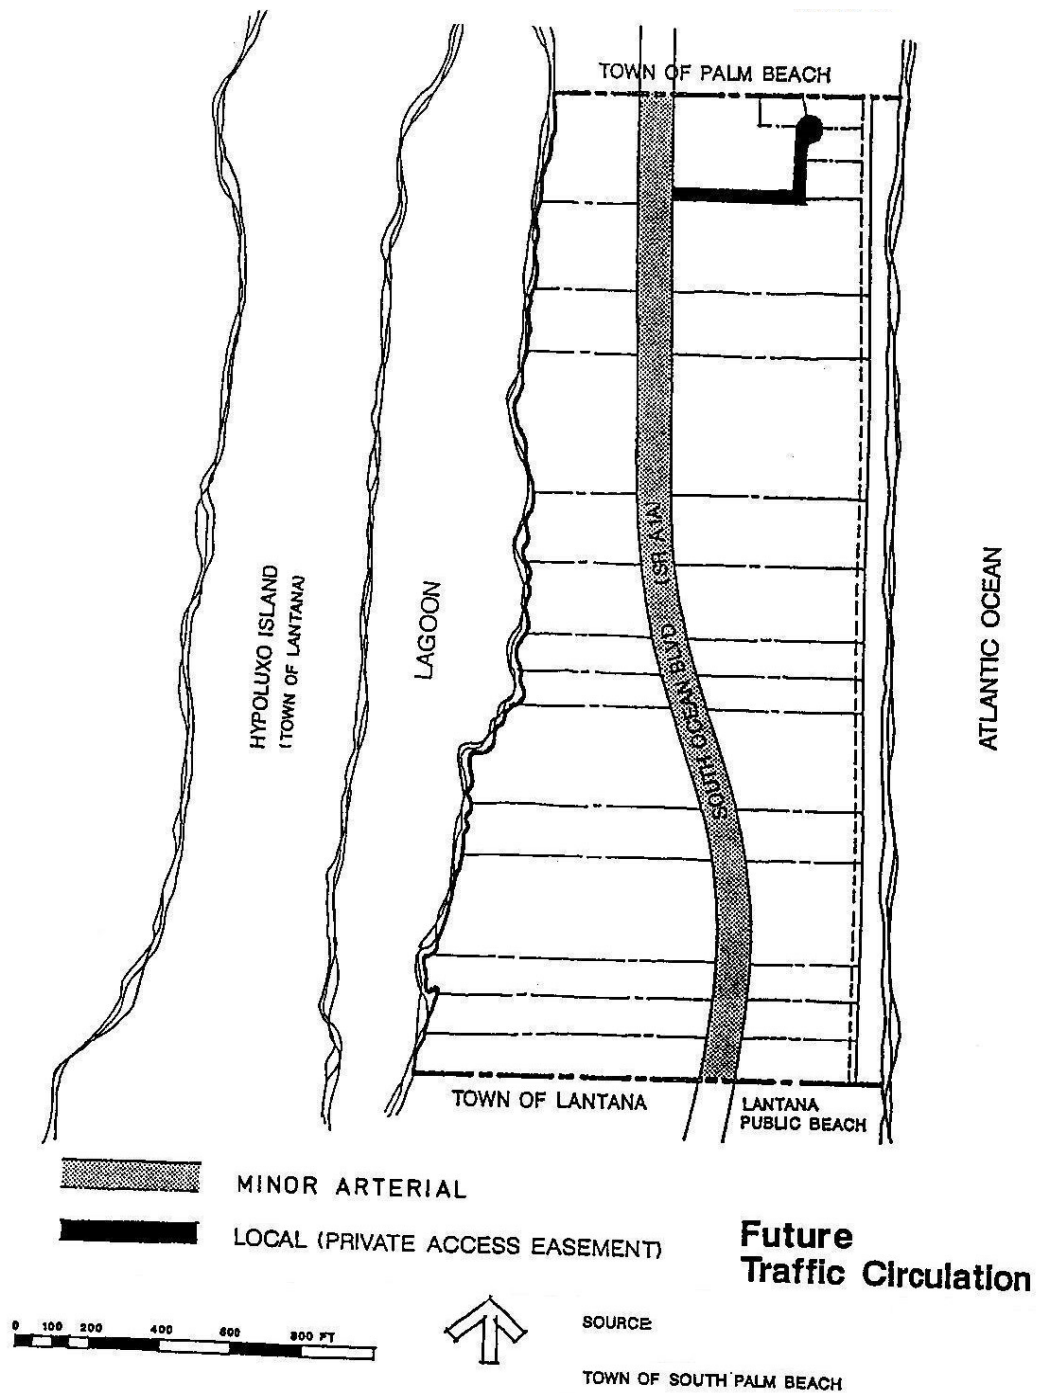 TOWN OF PALM BEACH
SOUTH OCEAN BLVD (SR A1A)
HYPOLUXO ISLAND
(TOWN OF LANTANA)
LAGOON
ATLANTIC OCEAN
TOWN OF LANTANA
LANTANA
PUBLIC BEACH
MINOR ARTERIAL
LOCAL (PRIVATE ACCESS EASEMENT)
Future
Traffic Circulation
0 100 200 400 600 800 FT
SOURCE:
TOWN OF SOUTH PALM BEACH